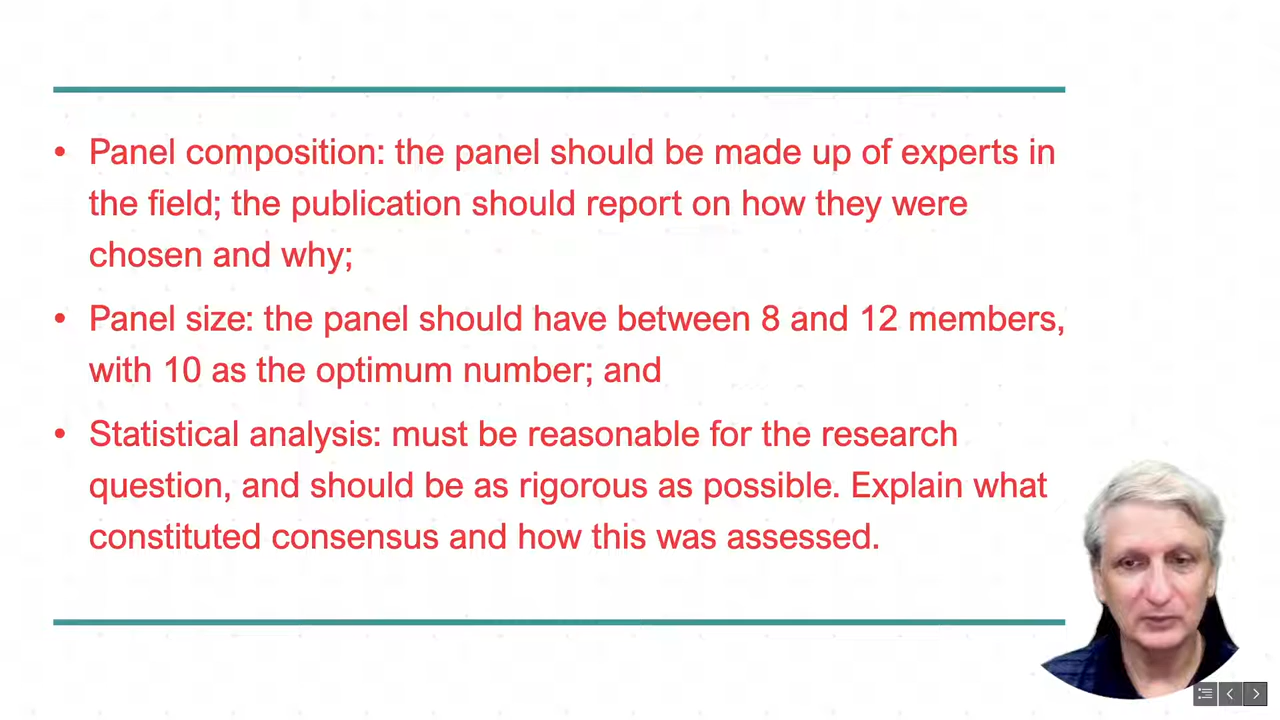 • Panel composition: the panel should be made up of experts in
the field; the publication should report on how they were
chosen and why;
• Panel size: the panel should have between 8 and 12 members,
with 10 as the optimum number; and
• Statistical analysis: must be reasonable for the research
question, and should be as rigorous as possible. Explain what
constituted consensus and how this was assessed.